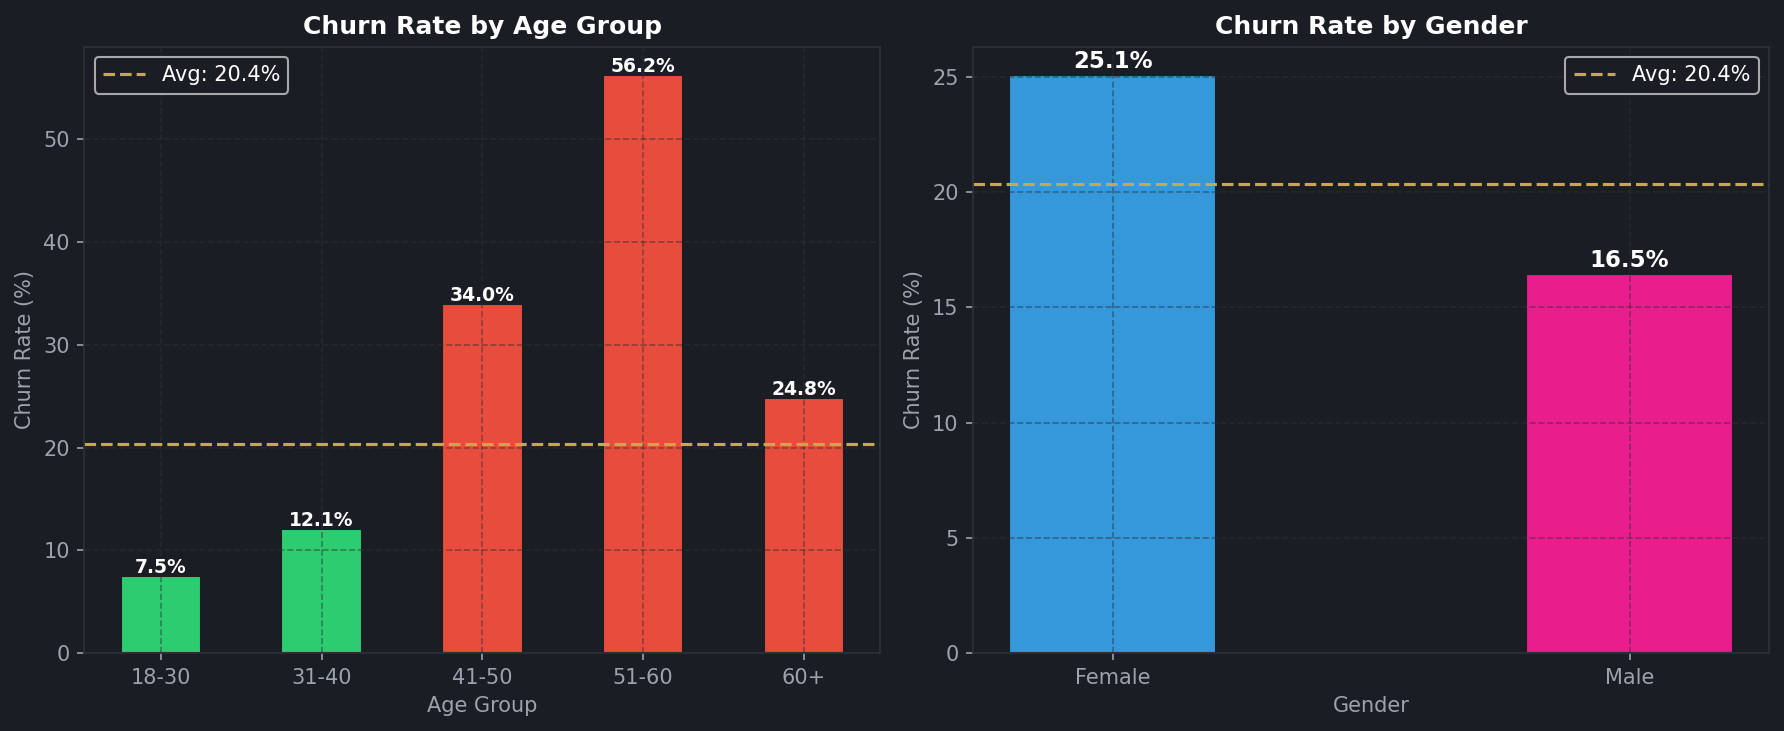 Churn Rate by Age Group
Avg: 20.4%
Churn Rate (%)
50
40
30
20
10
0
7.5%
12.1%
34.0%
56.2%
24.8%
18-30
31-40
41-50
51-60
60+
Age Group
Churn Rate by Gender
Avg: 20.4%
Churn Rate (%)
25
20
15
10
5
0
25.1%
16.5%
Female
Male
Gender